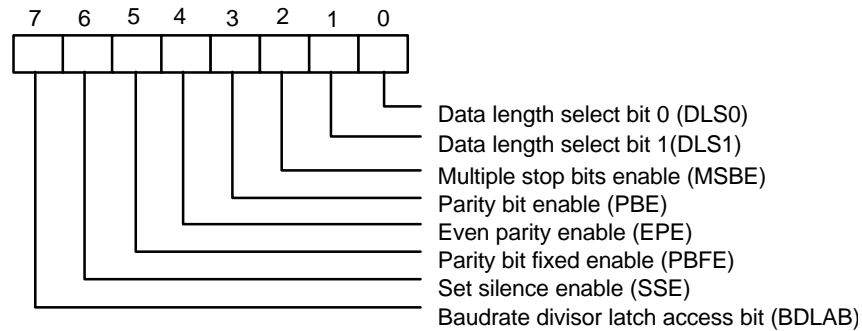 7 6 5 4 3 2 1 0
Data length select bit 0 (DLS0)
Data length select bit 1(DLS1)
Multiple stop bits enable (MSBE)
Parity bit enable (PBE)
Even parity enable (EPE)
Parity bit fixed enable (PBFE)
Set silence enable (SSE)
Baudrate divisor latch access bit (BDLAB)